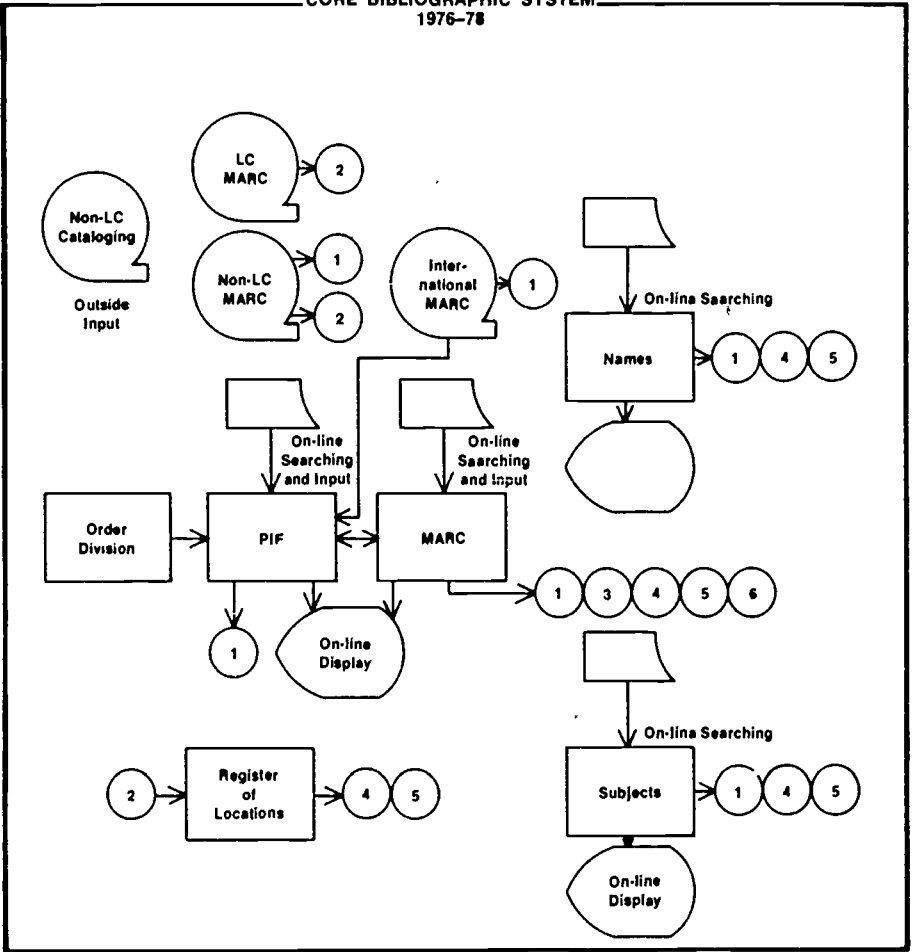 CORE BIBLIOGRAPHIC SYSTEM
1976–78
LC
MARC
2
Non-LC
Cataloging
Outside
Input
Non-LC
MARC
1
2
Inter-
national
MARC
1
On-lina Saarching
Names
1 4 5
On-line
Searching
and Input
On-line
Saarching
and Input
Order
Division
PIF
MARC
1 3 4 5 6
1
On-line
Display
On-lina Searching
2
Register
of
Locations
4 5
Subjects
1 4 5
On-line
Display